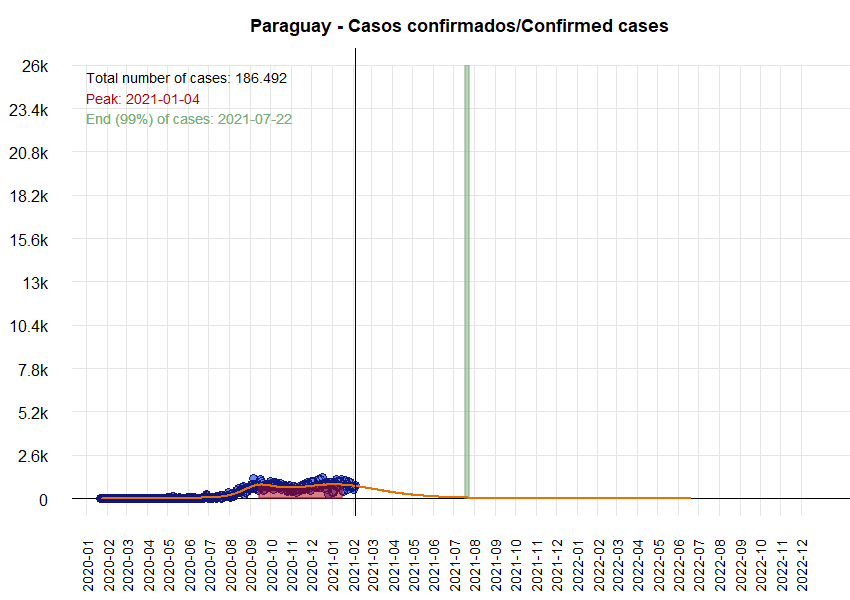 Paraguay - Casos confirmados/Confirmed cases
Total number of cases: 186.492
Peak: 2021-01-04
End (99%) of cases: 2021-07-22
26k
23.4k
20.8k
18.2k
15.6k
13k
10.4k
7.8k
5.2k
2.6k
0
2020-01
2020-02
2020-03
2020-04
2020-05
2020-06
2020-07
2020-08
2020-09
2020-10
2020-11
2020-12
2021-01
2021-02
2021-03
2021-04
2021-05
2021-06
2021-07
2021-08
2021-09
2021-10
2021-11
2021-12
2022-01
2022-02
2022-03
2022-04
2022-05
2022-06
2022-07
2022-08
2022-09
2022-10
2022-11
2022-12